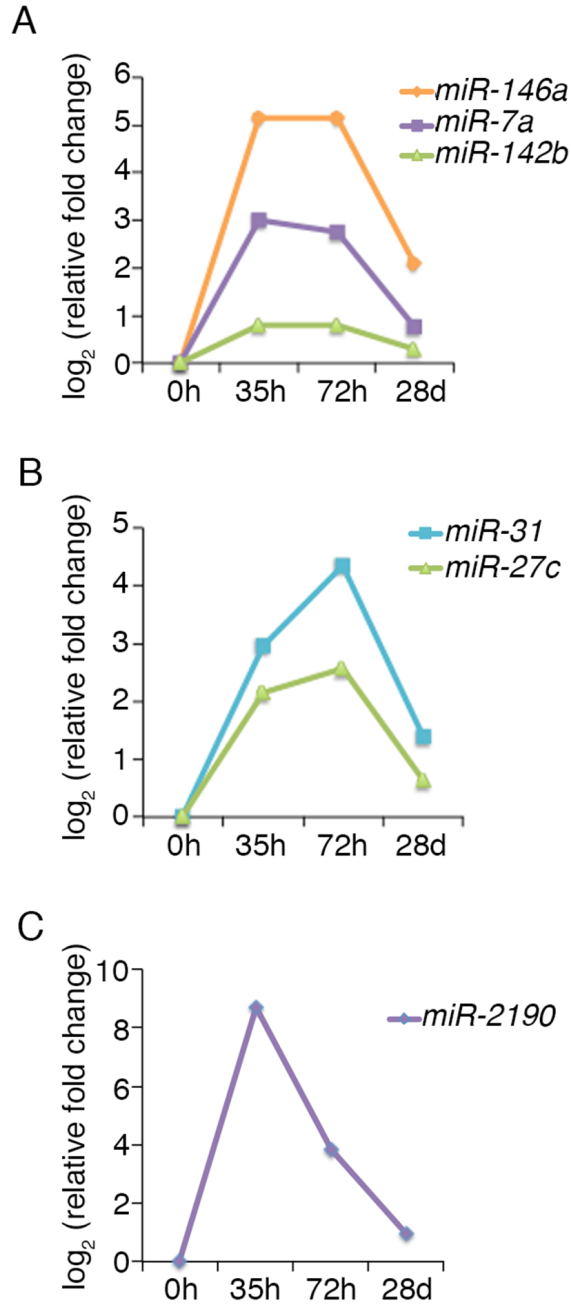 A
log2 (relative fold change)
6
5
4
3
2
1
0
0h 35h 72h 28d
miR-146a
miR-7a
miR-142b
B
log2 (relative fold change)
5
4
3
2
1
0
0h 35h 72h 28d
miR-31
miR-27c
C
log2 (relative fold change)
10
8
6
4
2
0
0h 35h 72h 28d
miR-2190